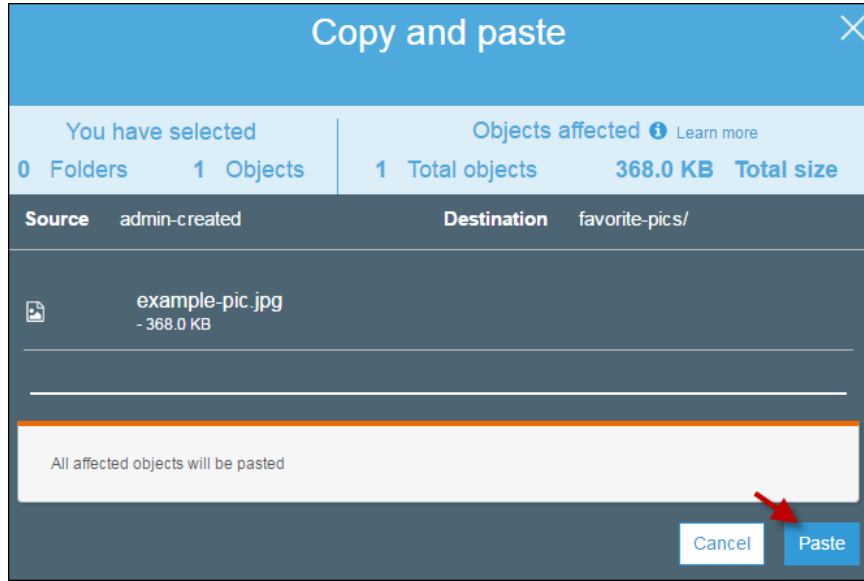 Copy and paste
You have selected
0 Folders 1 Objects
Objects affected Learn more
1 Total objects 368.0 KB Total size
Source admin-created Destination favorite-pics/
example-pic.jpg
- 368.0 KB
All affected objects will be pasted
Cancel Paste